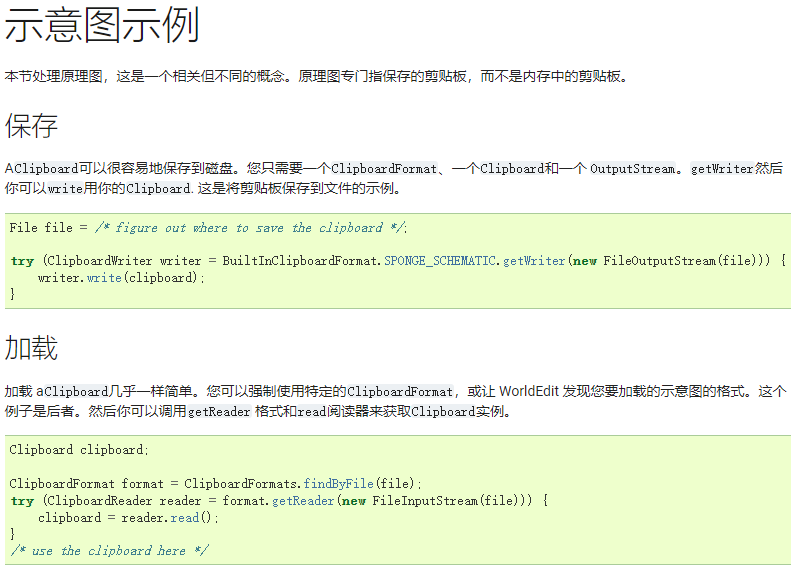 示意图示例
本节处理原理图，这是一个相关但不同的概念。原理图专门指保存的剪贴板，而不是内存中的剪贴板。
保存
AClipboard可以很容易地保存到磁盘。您只需要一个ClipboardFormat、一个Clipboard和一个 OutputStream。getWriter然后
你可以write用你的Clipboard. 这是将剪贴板保存到文件的示例。
File file = /* figure out where to save the clipboard */;
try (ClipboardWriter writer = BuiltInClipboardFormat.SPONGE_SCHEMATIC.getWriter(new FileOutputStream(file))) {
    writer.write(clipboard);
}
加载
加载 aClipboard几乎一样简单。您可以强制使用特定的ClipboardFormat，或让 WorldEdit 发现您要加载的示意图的格式。这个
例子是后者。然后你可以调用getReader 格式和read阅读器来获取Clipboard实例。
Clipboard clipboard;
ClipboardFormat format = ClipboardFormats.findByFile(file);
try (ClipboardReader reader = format.getReader(new FileInputStream(file))) {
    clipboard = reader.read();
}
/* use the clipboard here */